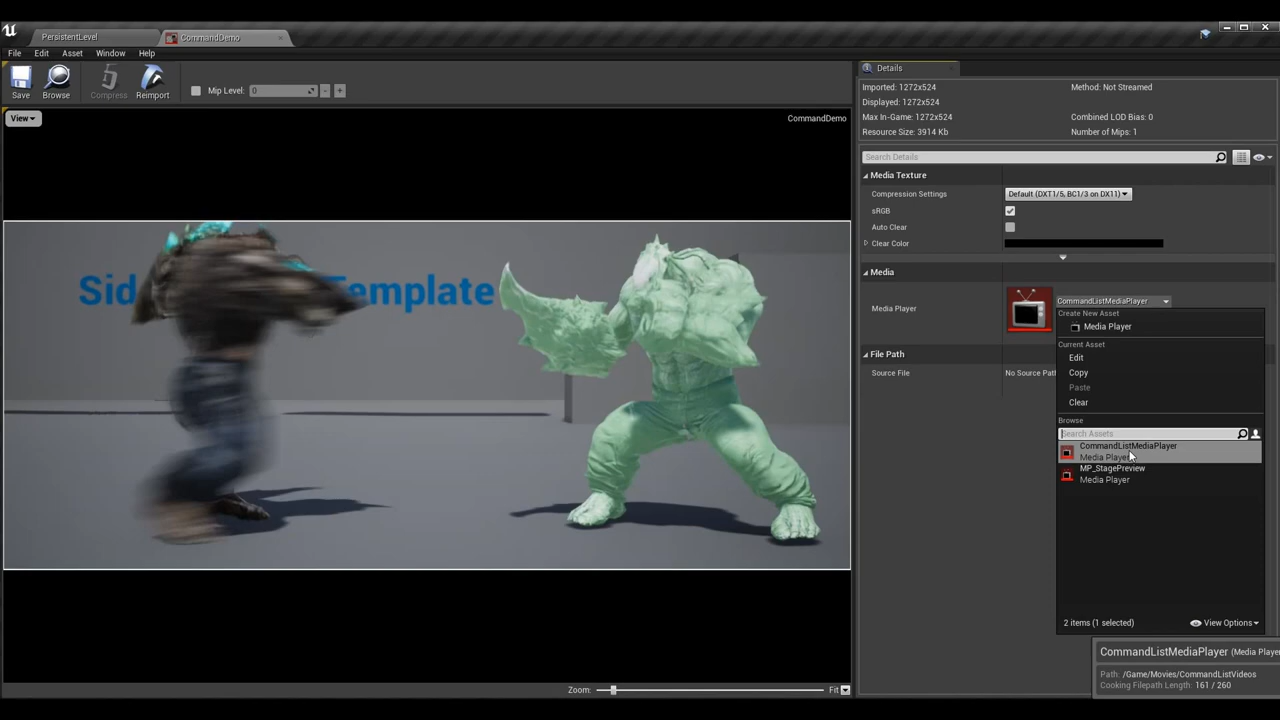 PersistentLevel
CommandDemo
File Edit Asset Window Help
Save Browse Compress Reimport Mip Level: 0 - +
View
CommandDemo
Template
Zoom: Fit
Details
Imported: 1272x524 Method: Not Streamed
Displayed: 1272x524
Max In-Game: 1272x524 Combined LOD Bias: 0
Resource Size: 3914 Kb Number of Mips: 1
Search Details
Media Texture
Compression Settings Default (DXT1/5, BC1/3 on DX11)
sRGB
Auto Clear
Clear Color
Media
Media Player CommandListMediaPlayer
Create New Asset
Media Player
Current Asset
Edit
Copy
Paste
Clear
Browse
Search Assets
CommandListMediaPlayer
Media Player
MP_StagePreview
Media Player
2 items (1 selected) View Options
File Path
Source File No Source Path
CommandListMediaPlayer (Media Player
Path: /Game/Movies/CommandListVideos
Cooking Filepath Length: 161 / 260